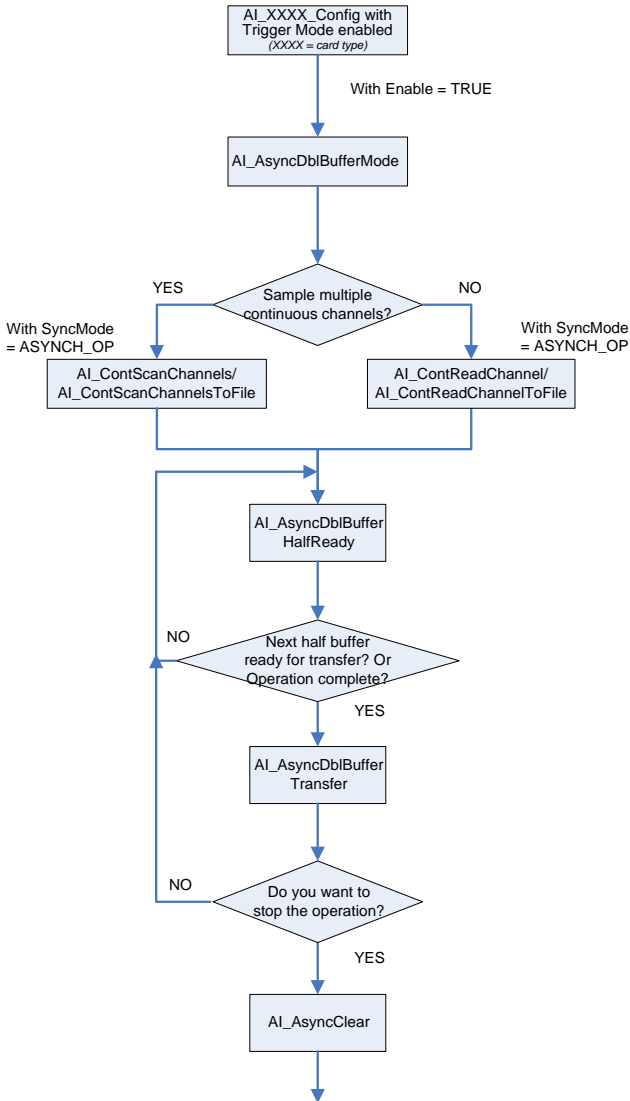 AI_XXXX_Config with
Trigger Mode enabled
(XXXX = card type)
With Enable = TRUE
AI_AsyncDblBufferMode
YES
Sample multiple
continuous channels?
NO
With SyncMode
= ASYNCH_OP
With SyncMode
= ASYNCH_OP
AI_ContScanChannels/
AI_ContScanChannelsToFile
AI_ContReadChannel/
AI_ContReadChannelToFile
AI_AsyncDblBuffer
HalfReady
NO
Next half buffer
ready for transfer? Or
Operation complete?
YES
AI_AsyncDblBuffer
Transfer
NO
Do you want to
stop the operation?
YES
AI_AsyncClear